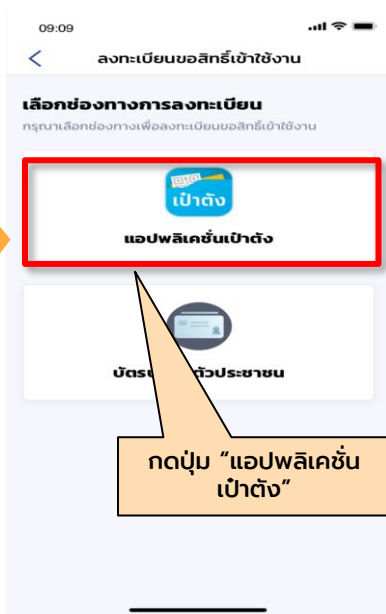 09:09
ลงทะเบียนขอสิทธิ์เข้าใช้งาน
เลือกช่องทางการลงทะเบียน
กรุณาเลือกช่องทางเพื่อลงทะเบียนขอสิทธิ์เข้าใช้งาน
เป๋าตัง
แอปพลิเคชั่นเป๋าตัง
ตัวประชาชน
กดปุ่ม “แอปพลิเคชั่น
เป๋าตัง”